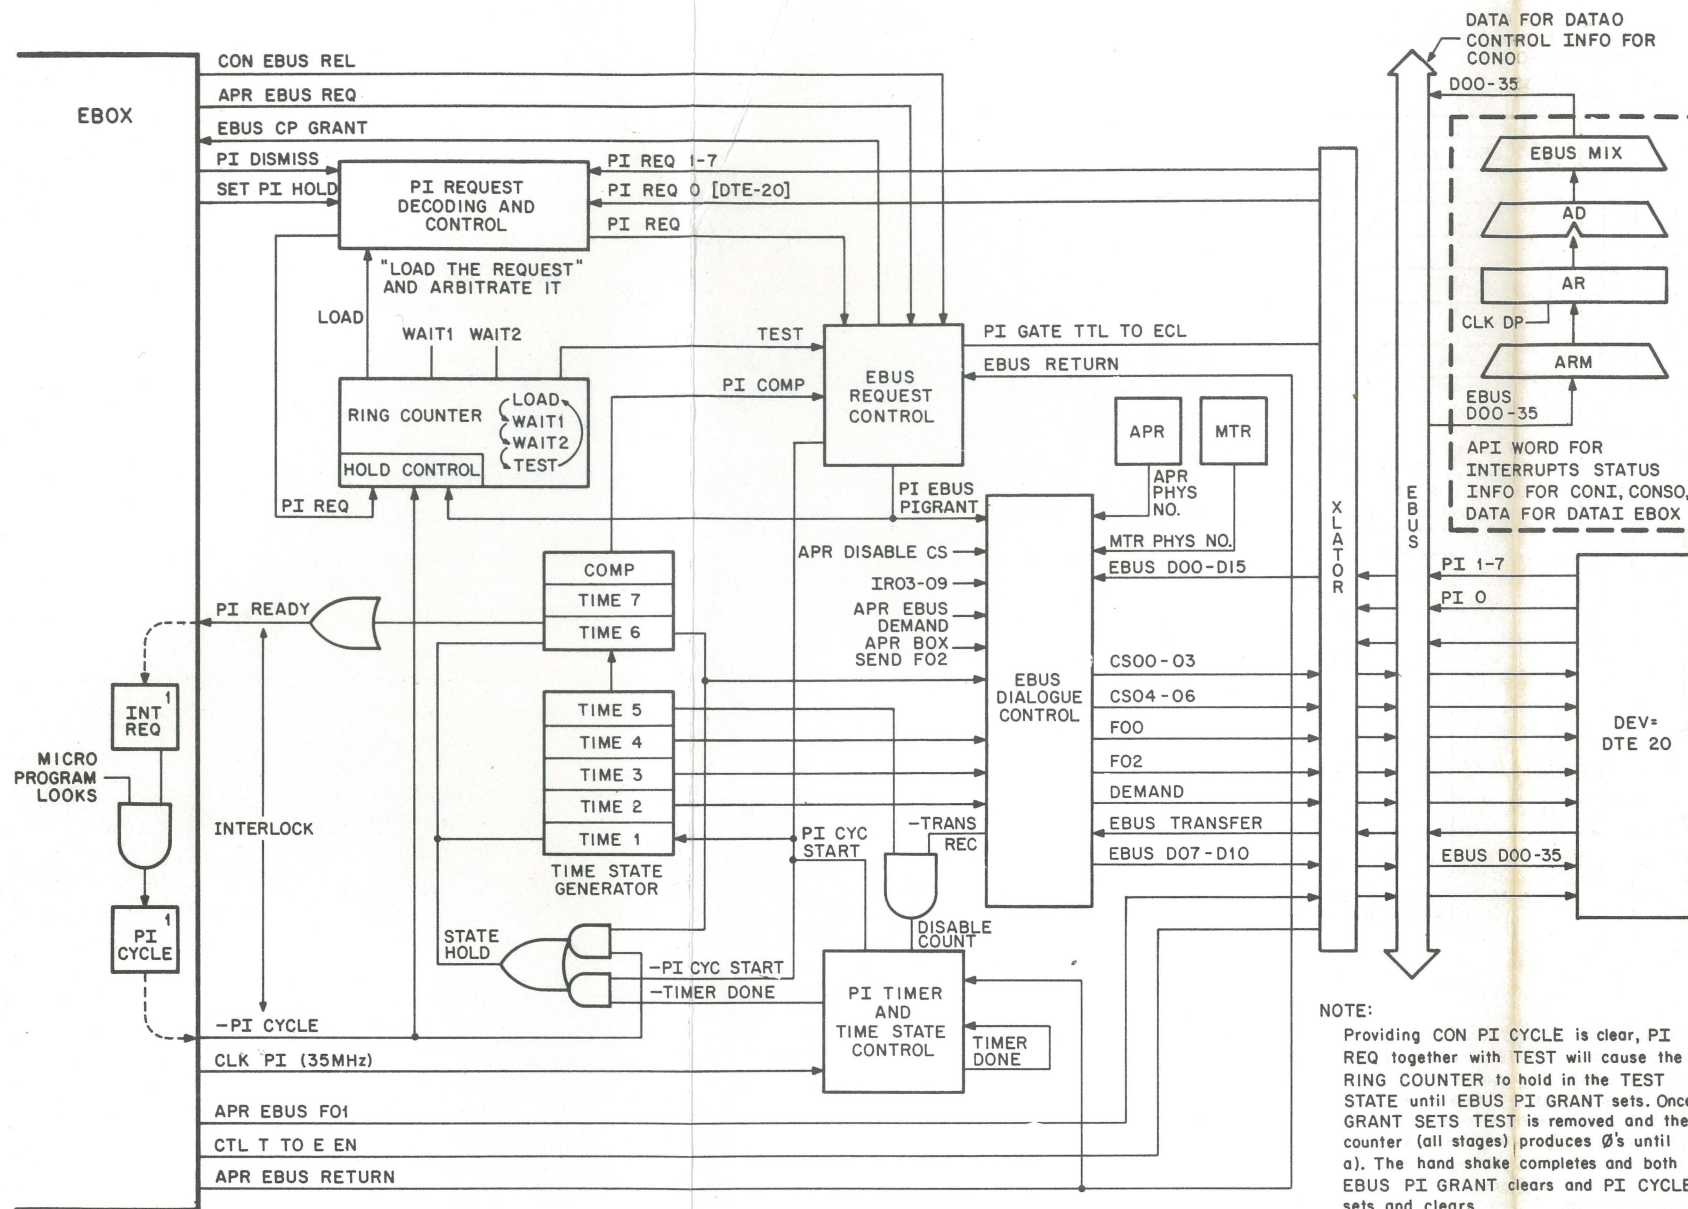 DATA FOR DATAO
CONTROL INFO FOR
CONO
D00-35
EBOX
CON EBUS REL
APR EBUS REQ
EBUS CP GRANT
PI DISMISS
SET PI HOLD
PI REQUEST
DECODING AND
CONTROL
PI REQ 1-7
PI REQ 0 [DTE-20]
PI REQ
"LOAD THE REQUEST"
AND ARBITRATE IT
LOAD
WAIT1 WAIT2
TEST
PI COMP
RING COUNTER
LOAD
WAIT1
WAIT2
TEST
HOLD CONTROL
PI REQ
EBUS
REQUEST
CONTROL
PI GATE TTL TO ECL
EBUS RETURN
APR
MTR
APR
PHYS
NO.
MTR PHYS NO.
EBUS D00-D15
PI EBUS
PIGRANT
APR DISABLE CS
IR03-09
APR EBUS
DEMAND
APR BOX
SEND F02
EBUS
DIALOGUE
CONTROL
CS00-03
CS04-06
F00
F02
DEMAND
EBUS TRANSFER
EBUS D07-D10
XLATOR
EBUS
EBUS MIX
AD
AR
CLK DP
ARM
EBUS
D00-35
API WORD FOR
INTERRUPTS STATUS
INFO FOR CONI, CONSO,
DATA FOR DATAI EBOX
PI 1-7
PI 0
EBUS D00-35
DEV=
DTE 20
COMP
TIME 7
TIME 6
TIME 5
TIME 4
TIME 3
TIME 2
TIME 1
TIME STATE
GENERATOR
PI READY
INT 1
REQ
MICRO
PROGRAM
LOOKS
INTERLOCK
PI 1
CYCLE
STATE
HOLD
PI CYC
START
-TRANS
REC
DISABLE
COUNT
-PI CYC START
-TIMER DONE
PI TIMER
AND
TIME STATE
CONTROL
TIMER
DONE
-PI CYCLE
CLK PI (35MHz)
APR EBUS F01
CTL T TO E EN
APR EBUS RETURN
NOTE:
Providing CON PI CYCLE is clear, PI
REQ together with TEST will cause the
RING COUNTER to hold in the TEST
STATE until EBUS PI GRANT sets. Once
GRANT SETS TEST is removed and the
counter (all stages) produces Ø's until
a). The hand shake completes and both
EBUS PI GRANT clears and PI CYCLE
sets and clears